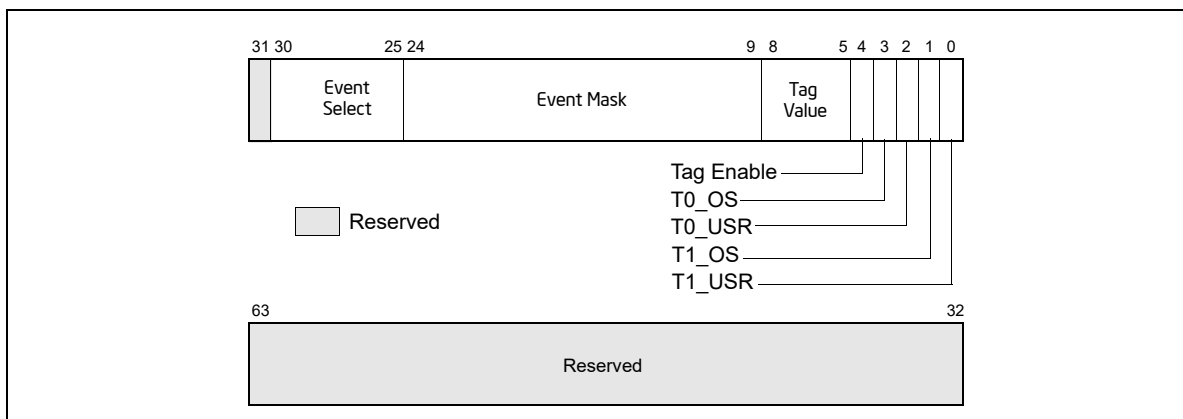 31 30 25 24 9 8 5 4 3 2 1 0
Event
Select
Event Mask
Tag
Value
Tag Enable
T0_OS
Reserved
T0_USR
T1_OS
T1_USR
63 32
Reserved